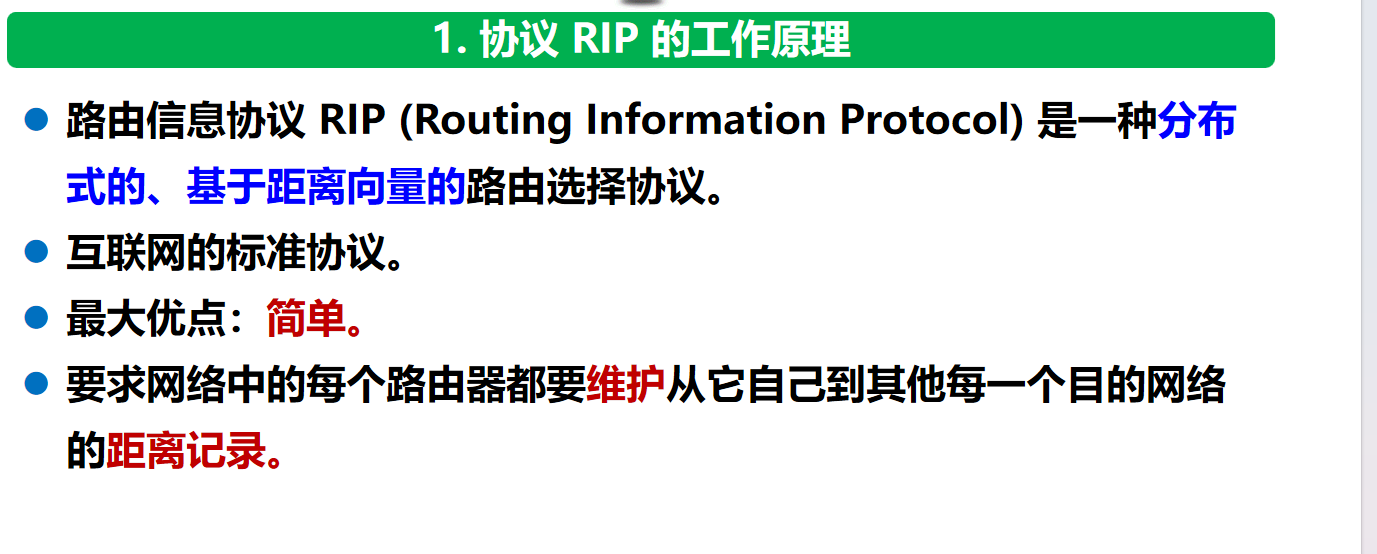 1. 协议 RIP 的工作原理
路由信息协议 RIP (Routing Information Protocol) 是一种分布
式的、基于距离向量的路由选择协议。
互联网的标准协议。
最大优点：简单。
要求网络中的每个路由器都要维护从它自己到其他每一个目的网络
的距离记录。